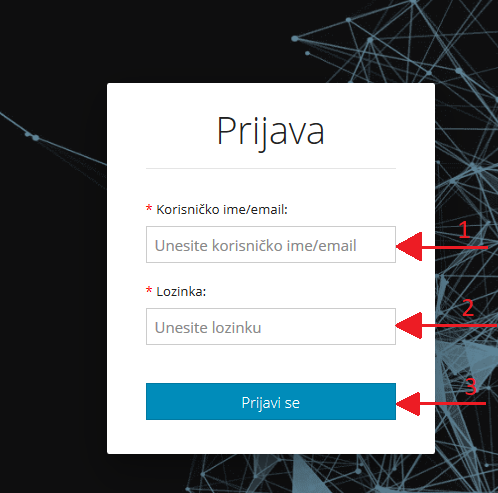 Prijava
* Korisničko ime/email:
1
Unesite korisničko ime/email
* Lozinka:
2
Unesite lozinku
3
Prijavi se